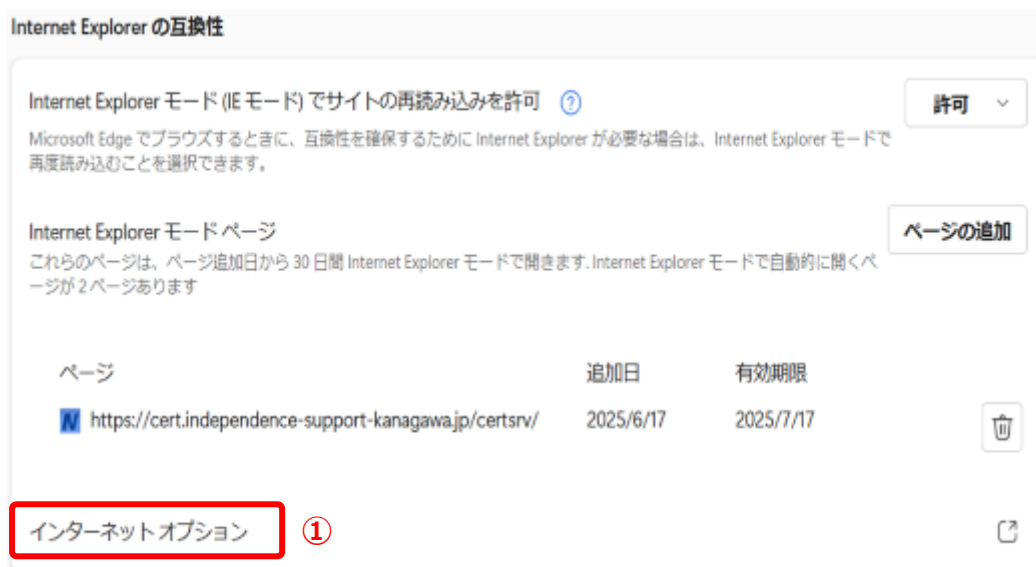 Internet Explorer の互換性
Internet Explorer モード (IE モード) でサイトの再読み込みを許可 ?
許可
Microsoft Edge でブラウズするときに、互換性を確保するために Internet Explorer が必要な場合は、Internet Explorer モードで
再度読み込むことを選択できます。
Internet Explorer モード ページ
ページの追加
これらのページは、ページ追加日から 30 日間 Internet Explorer モードで開きます. Internet Explorer モードで自動的に開くペ
ージが 2 ページあります
ページ 追加日 有効期限
N https://cert.independence-support-kanagawa.jp/certsrv/ 2025/6/17 2025/7/17
インターネット オプション ①